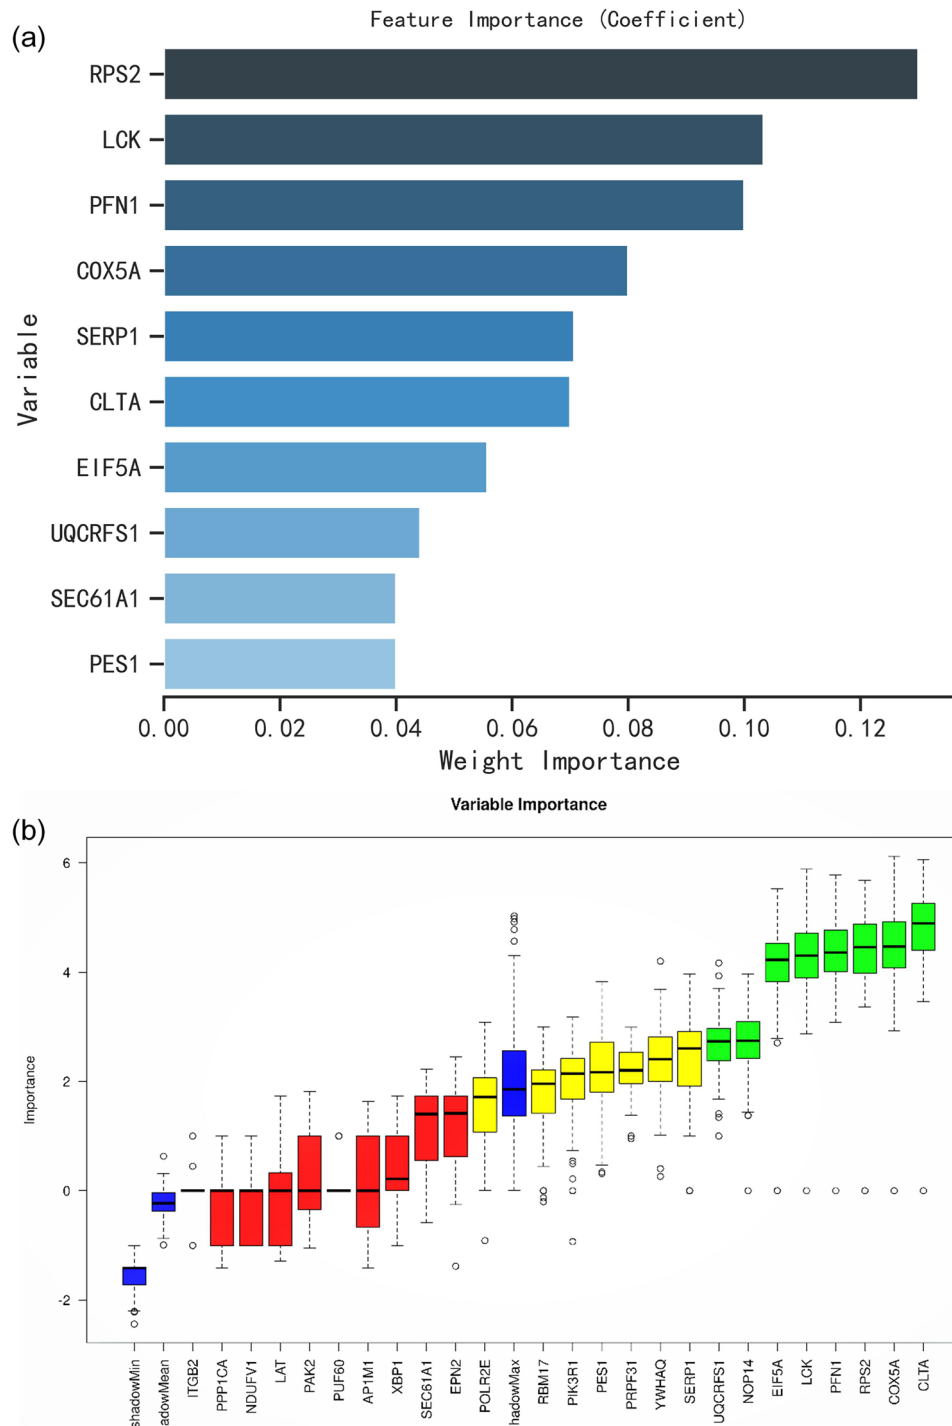 (a)
Feature Importance (Coefficient)
RPS2
LCK
PFN1
COX5A
SERP1
CLTA
EIF5A
UQCRFS1
SEC61A1
PES1
Variable
0.00 0.02 0.04 0.06 0.08 0.10 0.12
Weight Importance
(b)
Variable Importance
6
4
2
0
-2
Importance
shadowMin
adowMean
ITGB2
PPP1CA
NDUFV1
LAT
PAK2
PUF60
AP1M1
XBP1
SEC61A1
EPN2
POLR2E
hadowMax
RBM17
PIK3R1
PES1
PRPF31
YWHAQ
SERP1
UQCRFS1
NOP14
EIF5A
LCK
PFN1
RPS2
COX5A
CLTA